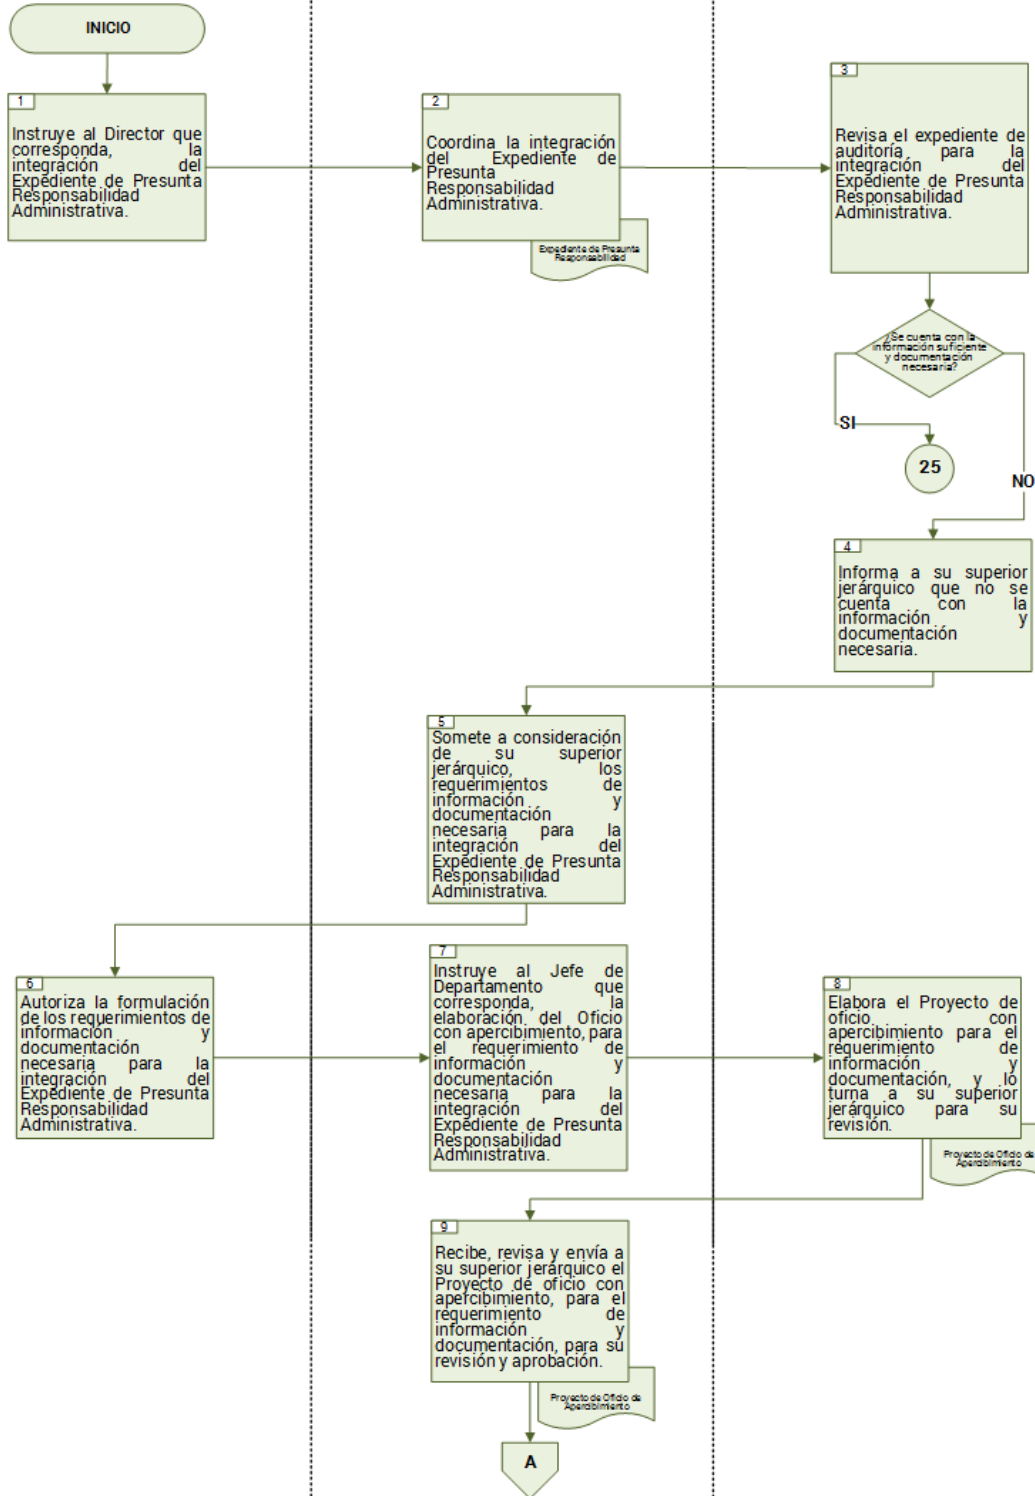 INICIO
1
Instruye al Director que
corresponda, la
integración del
Expediente de Presunta
Responsabilidad
Administrativa.
2
Coordina la integración
del Expediente de
Presunta
Responsabilidad
Administrativa.
Expediente de Presunta
Responsabilidad
3
Revisa el expediente de
auditoría para la
integración del
Expediente de Presunta
Responsabilidad
Administrativa.
¿Se cuenta con la
información suficiente
y documentación
necesaria?
SI
25
NO
4
Informa a su superior
jerárquico que no se
cuenta con la
información y
documentación
necesaria.
5
Somete a consideración
de su superior
jerárquico, los
requerimientos de
información y
documentación
necesaria para la
integración del
Expediente de Presunta
Responsabilidad
Administrativa.
6
Autoriza la formulación
de los requerimientos de
información y
documentación
necesaria para la
integración del
Expediente de Presunta
Responsabilidad
Administrativa.
7
Instruye al Jefe de
Departamento que
corresponda, la
elaboración del Oficio
con apercibimiento, para
el requerimiento de
información y
documentación
necesaria para la
integración del
Expediente de Presunta
Responsabilidad
Administrativa.
8
Elabora el Proyecto de
oficio con
apercibimiento para el
requerimiento de
información y
documentación, y lo
turna a su superior
jerárquico para su
revisión.
Proyecto de Oficio de
Apercibimiento
9
Recibe, revisa y envía a
su superior jerárquico el
Proyecto de oficio con
apercibimiento, para el
requerimiento de
información y
documentación, para su
revisión y aprobación.
Proyecto de Oficio de
Apercibimiento
A